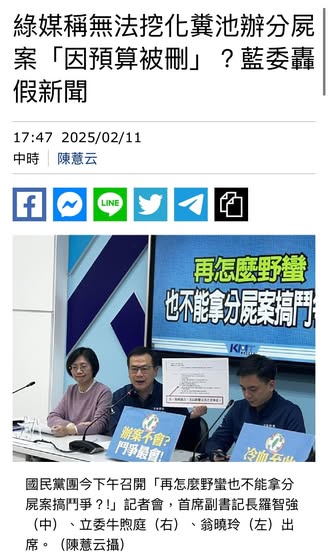 綠媒稱無法挖化糞池辦分屍
案「因預算被刪」？藍委轟
假新聞
17:47 2025/02/11
中時 陳薏云
LINE
再怎麼野蠻
也不能拿分屍案搞鬥爭
KMT
辦案不會?
鬥爭最會!
冷血至出
國民黨團今下午召開「再怎麼野蠻也不能拿分
屍案搞鬥爭？!」記者會，首席副書記長羅智強
（中）、立委牛煦庭（右）、翁曉玲（左）出
席。（陳薏云攝）